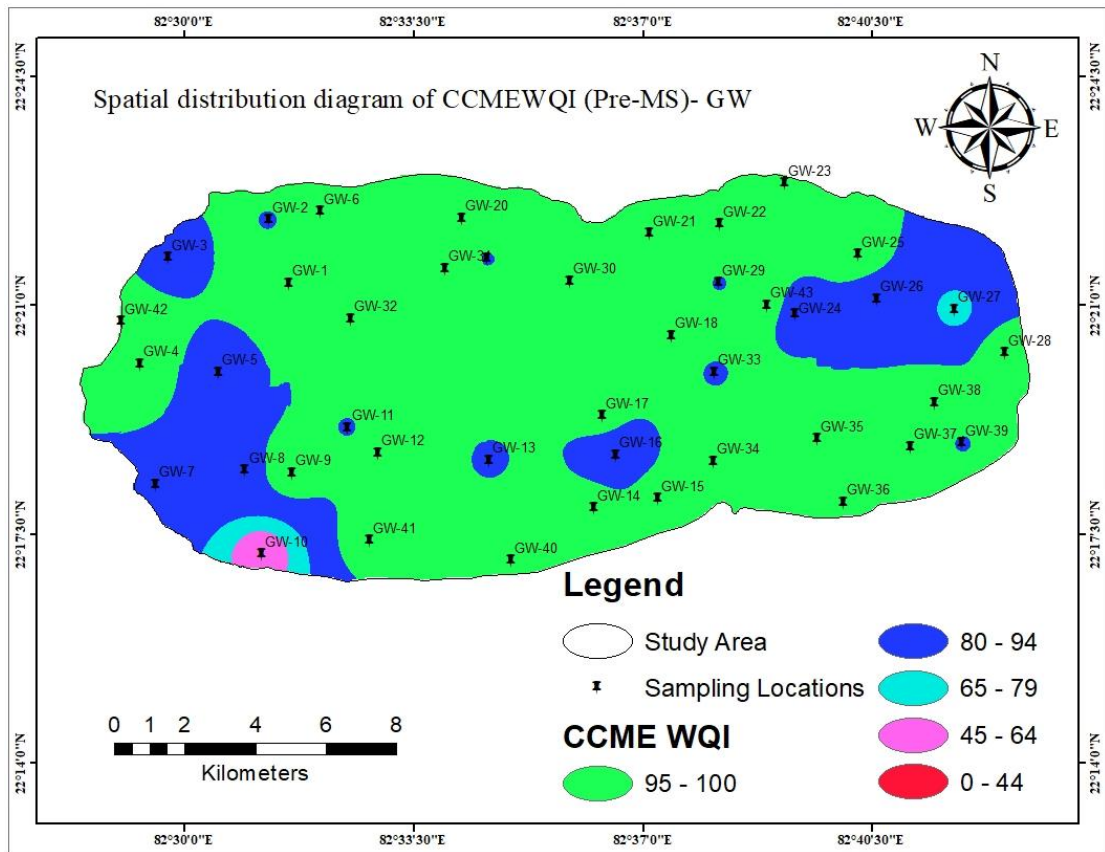 82°30'0"E 82°33'30"E 82°37'0"E 82°40'30"E
22°24'30"N
22°24'30"N
Spatial distribution diagram of CCMEWQI (Pre-MS)- GW
N
W E
S
GW-23
GW-2
GW-6
GW-20
GW-21
GW-22
GW-3
GW-25
GW-31
GW-1
GW-30
GW-29
GW-26
GW-43
GW-24
GW-27
22°21'0"N
22°21'0"N
GW-42
GW-32
GW-18
GW-28
GW-4
GW-5
GW-33
GW-38
GW-17
GW-11
GW-35
GW-12
GW-13
GW-16
GW-34
GW-37
GW-39
GW-7
GW-8
GW-9
GW-14
GW-15
GW-36
22°17'30"N
22°17'30"N
GW-10
GW-41
GW-40
Legend
Study Area
Sampling Locations
CCME WQI
95 - 100
80 - 94
65 - 79
45 - 64
0 - 44
0 1 2 4 6 8
Kilometers
22°14'0"N
22°14'0"N
82°30'0"E 82°33'30"E 82°37'0"E 82°40'30"E